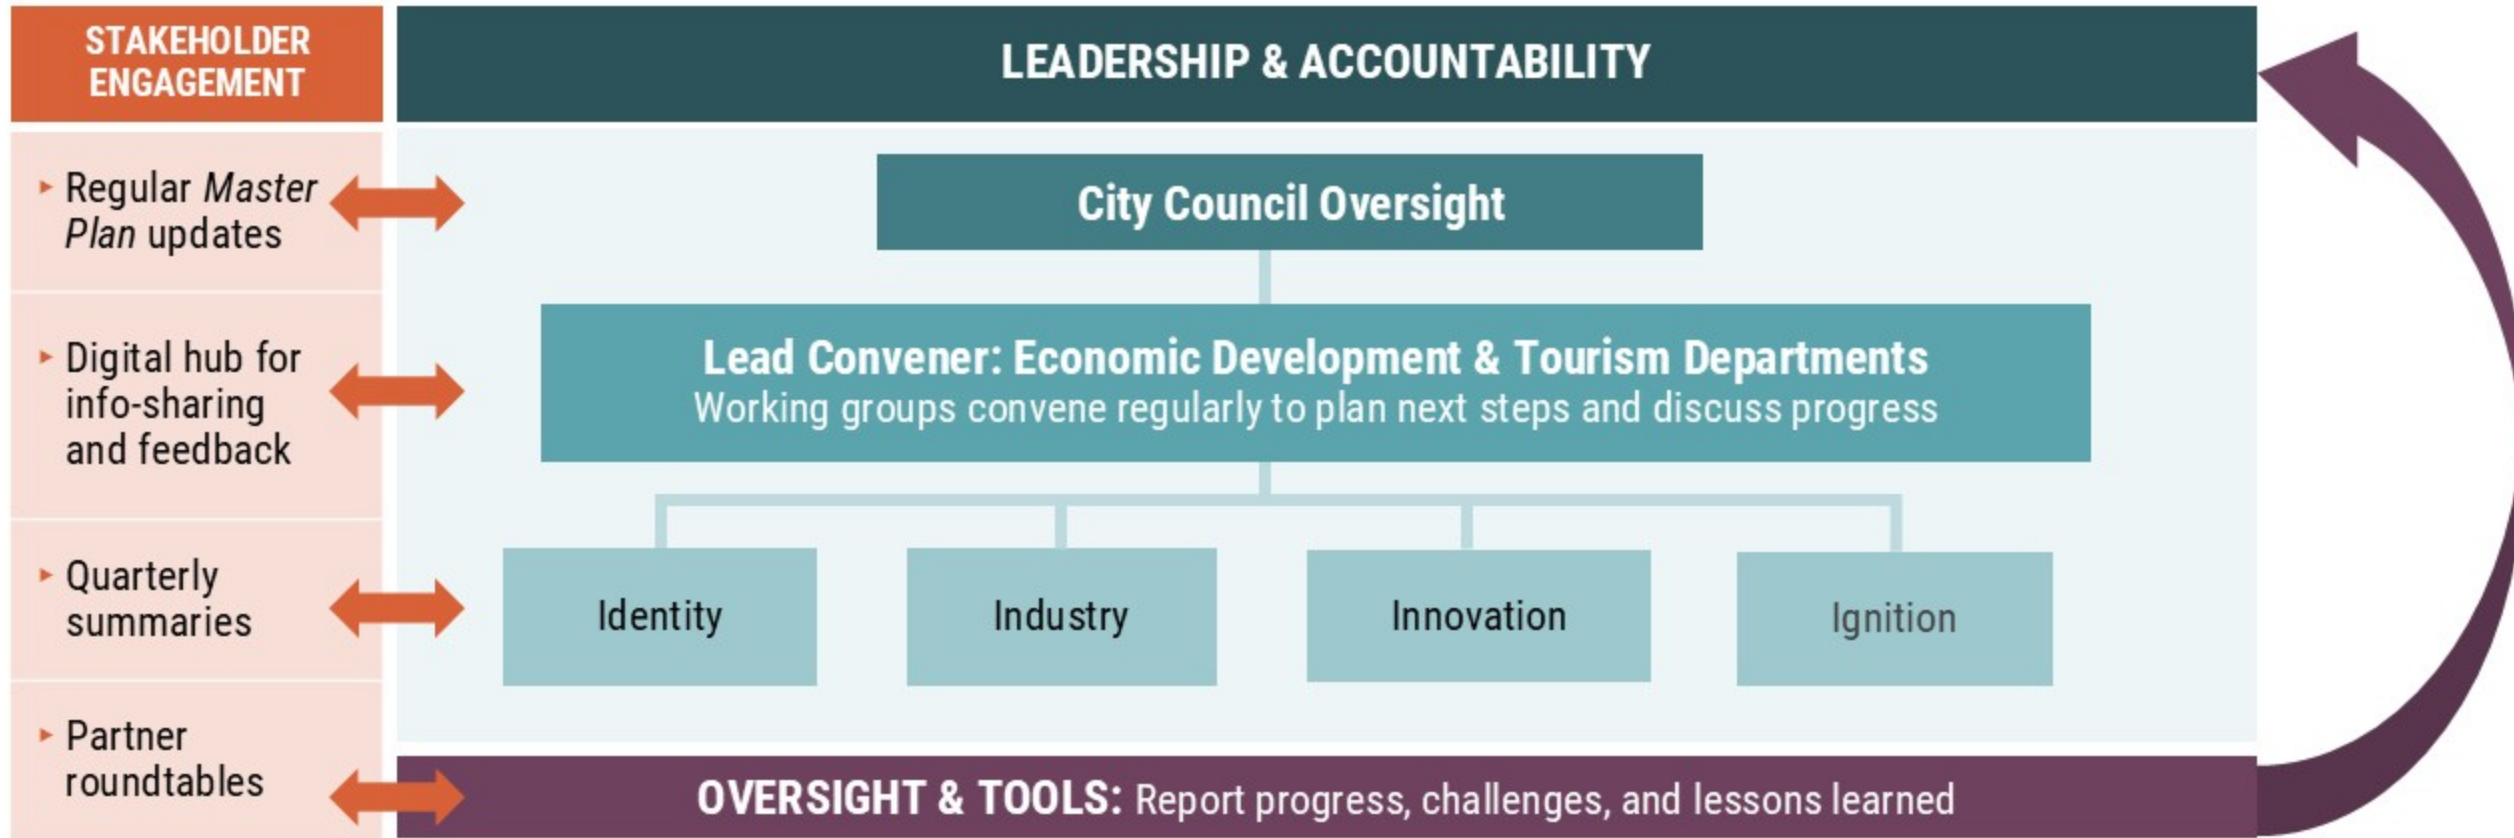 STAKEHOLDER
ENGAGEMENT
Regular Master
Plan updates
Digital hub for
info-sharing
and feedback
Quarterly
summaries
Partner
roundtables
LEADERSHIP & ACCOUNTABILITY
City Council Oversight
Lead Convener: Economic Development & Tourism Departments
Working groups convene regularly to plan next steps and discuss progress
Identity
Industry
Innovation
Ignition
OVERSIGHT & TOOLS: Report progress, challenges, and lessons learned